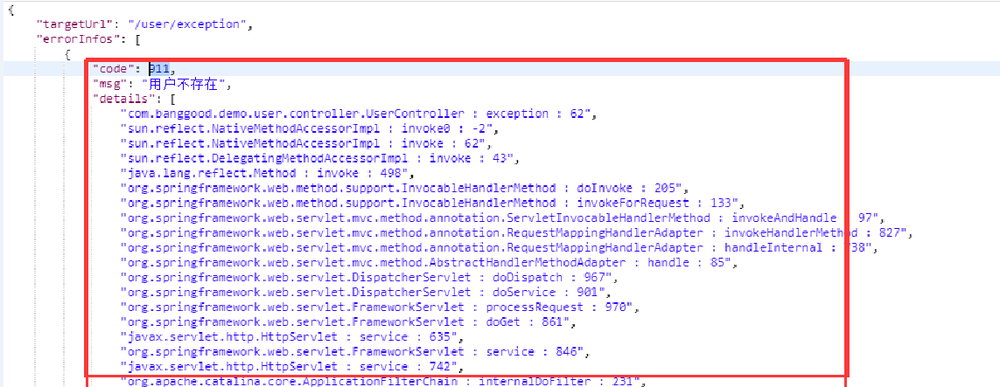 {
"targetUrl": "/user/exception",
"errorInfos": [
{
"code": 911,
"msg": "用户不存在",
"details": [
"com.banggood.demo.user.controller.UserController : exception : 62",
"sun.reflect.NativeMethodAccessorImpl : invoke0 : -2",
"sun.reflect.NativeMethodAccessorImpl : invoke : 62",
"sun.reflect.DelegatingMethodAccessorImpl : invoke : 43",
"java.lang.reflect.Method : invoke : 498",
"org.springframework.web.method.support.InvocableHandlerMethod : doInvoke : 205",
"org.springframework.web.method.support.InvocableHandlerMethod : invokeForRequest : 133",
"org.springframework.web.servlet.mvc.method.annotation.ServletInvocableHandlerMethod : invokeAndHandle : 97",
"org.springframework.web.servlet.mvc.method.annotation.RequestMappingHandlerAdapter : invokeHandlerMethod : 827",
"org.springframework.web.servlet.mvc.method.annotation.RequestMappingHandlerAdapter : handleInternal : 738",
"org.springframework.web.servlet.mvc.method.AbstractHandlerMethodAdapter : handle : 85",
"org.springframework.web.servlet.DispatcherServlet : doDispatch : 967",
"org.springframework.web.servlet.DispatcherServlet : doService : 901",
"org.springframework.web.servlet.FrameworkServlet : processRequest : 970",
"org.springframework.web.servlet.FrameworkServlet : doGet : 861",
"javax.servlet.http.HttpServlet : service : 635",
"org.springframework.web.servlet.FrameworkServlet : service : 846",
"javax.servlet.http.HttpServlet : service : 742",
"org.apache.catalina.core.ApplicationFilterChain : internalDoFilter : 231",